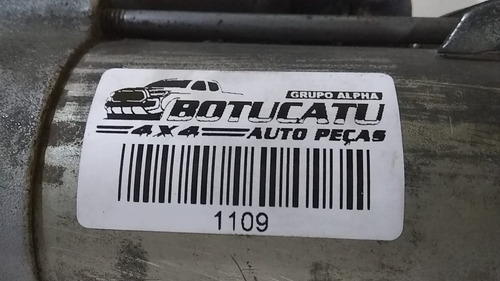 GRUPO ALPHA
BOTUCATU
4X4 AUTO PEÇAS
1109